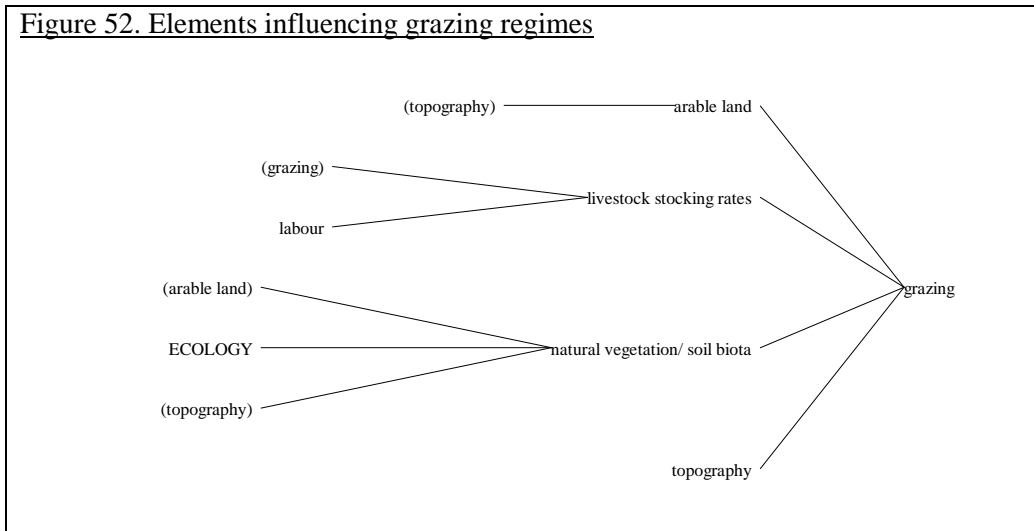 Figure 52. Elements influencing grazing regimes
(topography) arable land
(grazing)
livestock stocking rates
labour
(arable land)
grazing
ECOLOGY natural vegetation/ soil biota
(topography)
topography